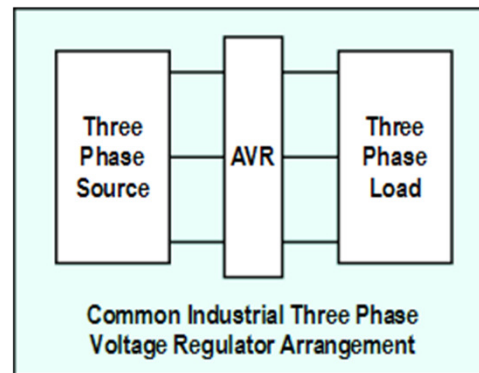 Three
Phase
Source
AVR
Three
Phase
Load
Common Industrial Three Phase
Voltage Regulator Arrangement